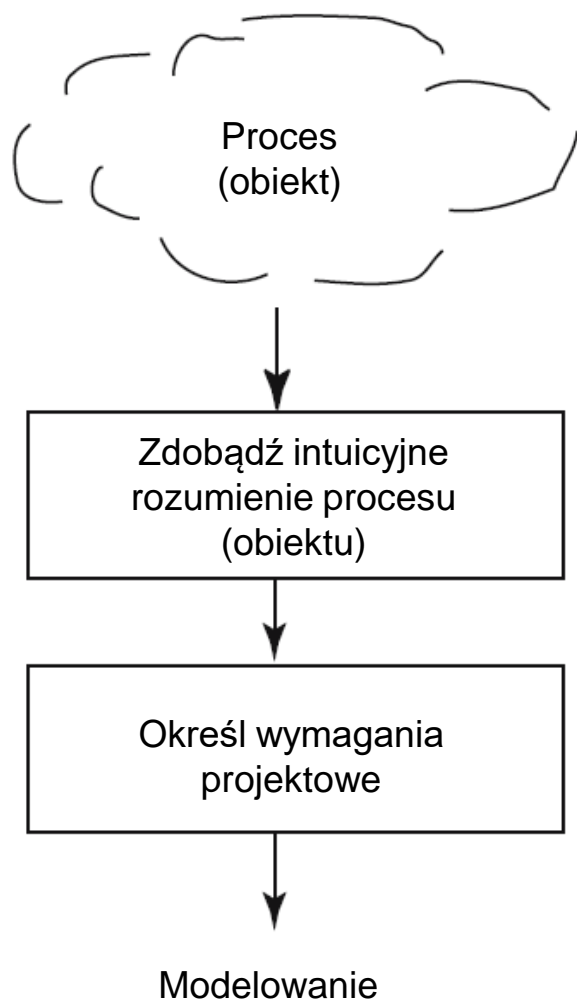 Proces
(obiekt)
Zdobądź intuicyjne
rozumienie procesu
(obiektu)
Określ wymagania
projektowe
Modelowanie